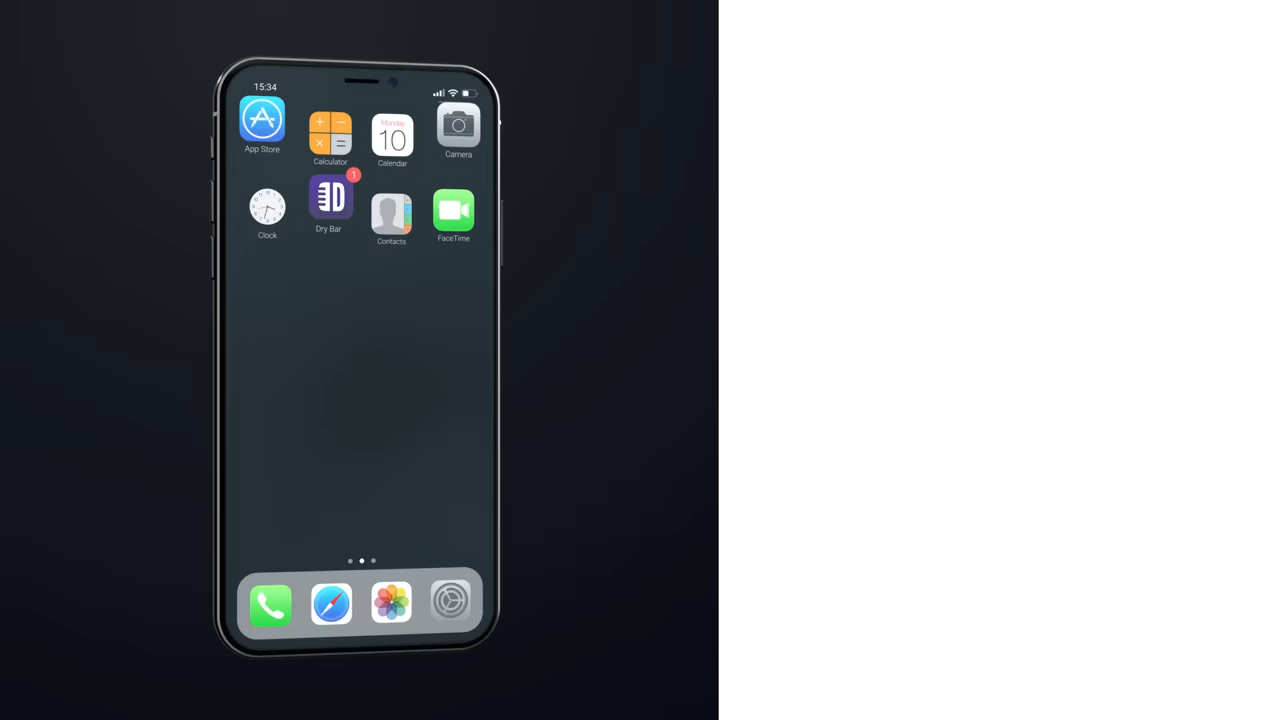 15:34
App Store
Calculator
Monday
10
Calendar
Camera
Clock
1
Dry Bar
Contacts
FaceTime